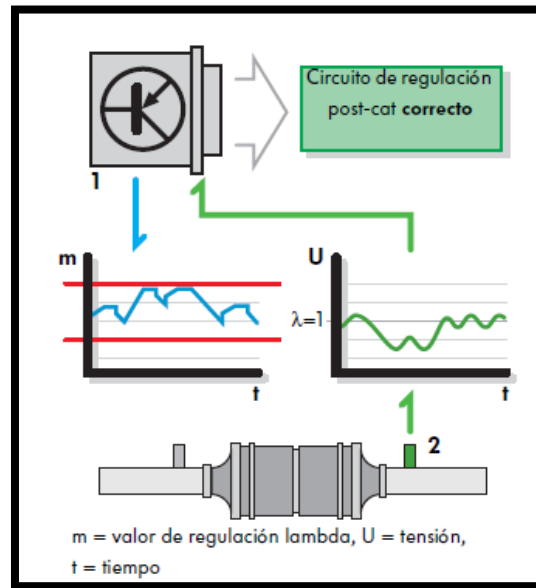 Circuito de regulación
post-cat correcto
1
m
U
λ=1
t
t
2
m = valor de regulación lambda, U = tensión,
t = tiempo